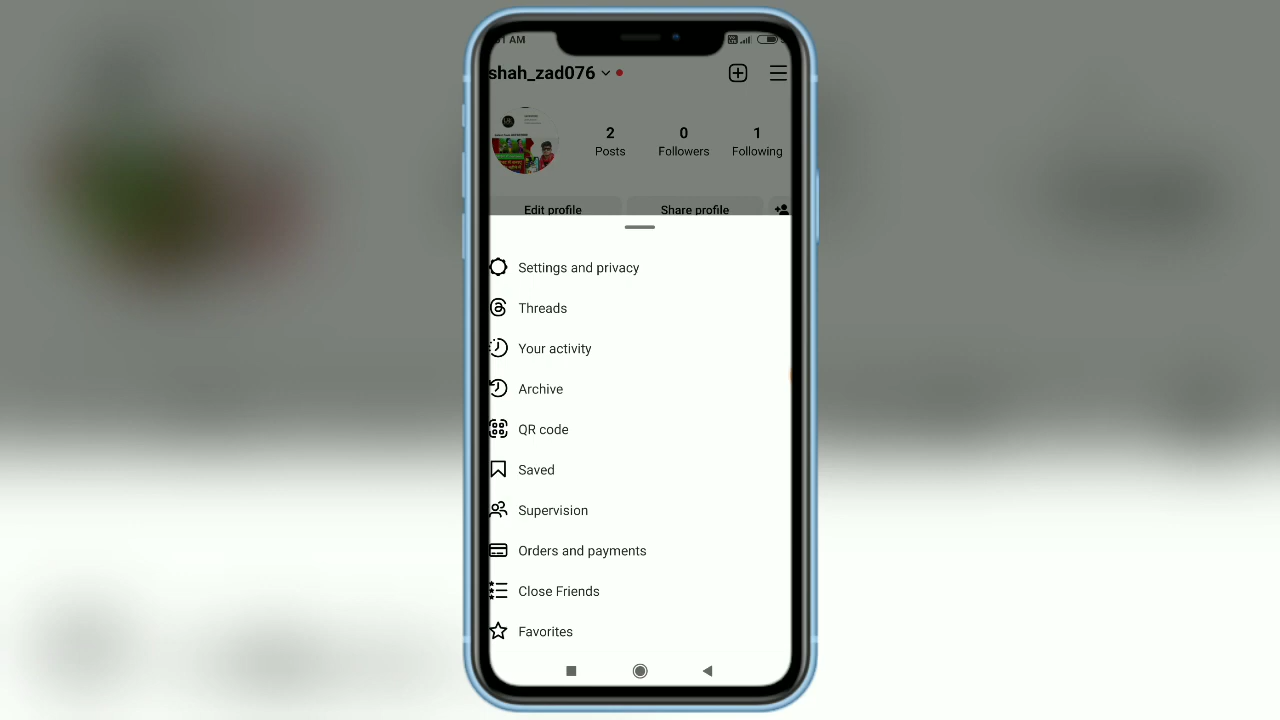 AM
shah_zad076
2 0 1
Posts Followers Following
Edit profile Share profile
Settings and privacy
Threads
Your activity
Archive
QR code
Saved
Supervision
Orders and payments
Close Friends
Favorites